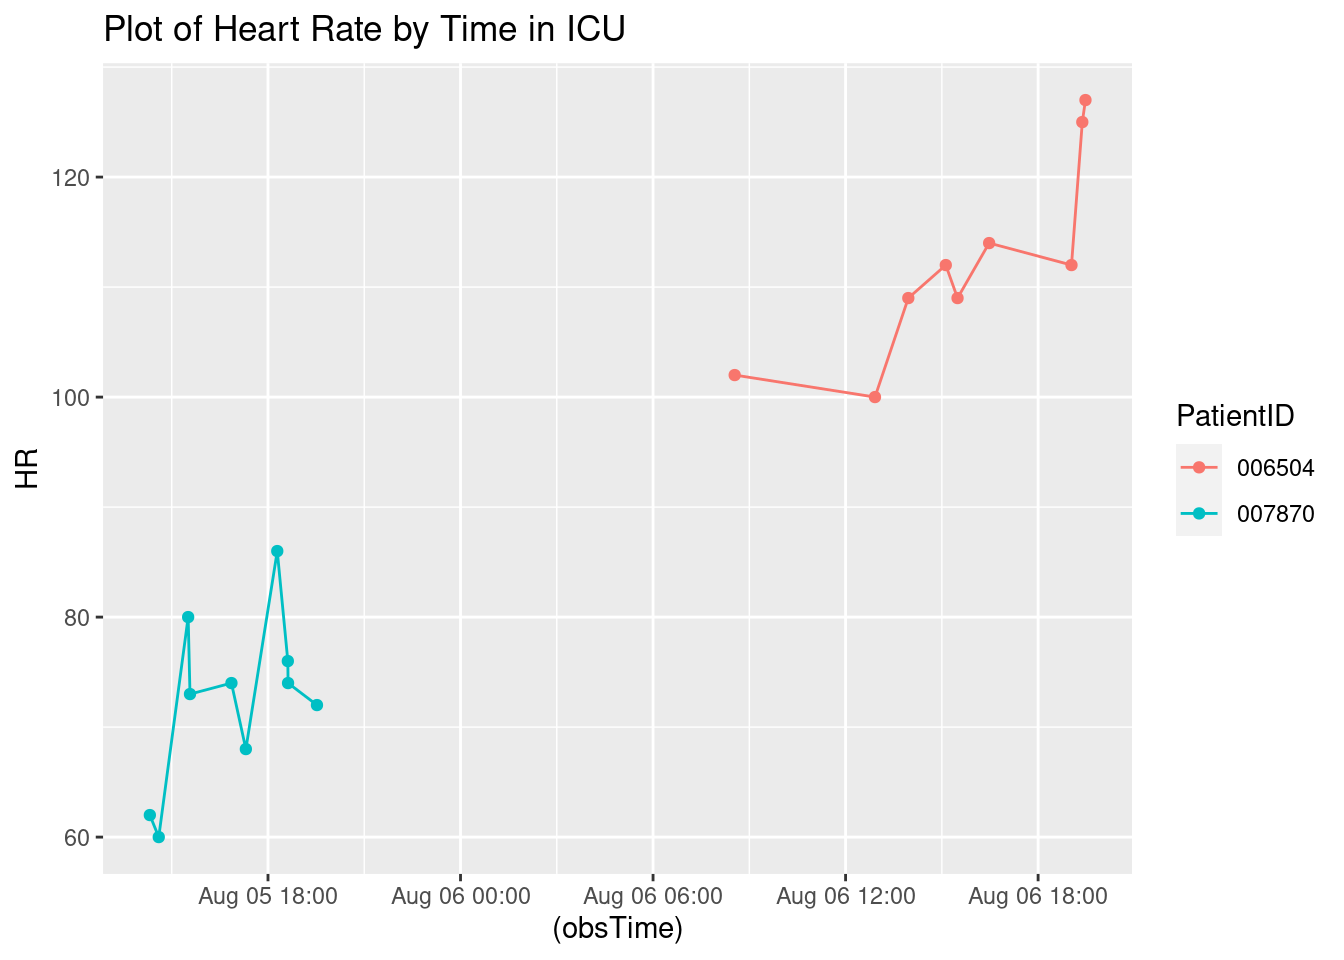 Plot of Heart Rate by Time in ICU
120
100
80
60
HR
Aug 05 18:00
Aug 06 00:00
Aug 06 06:00
Aug 06 12:00
Aug 06 18:00
(obsTime)
PatientID
006504
007870